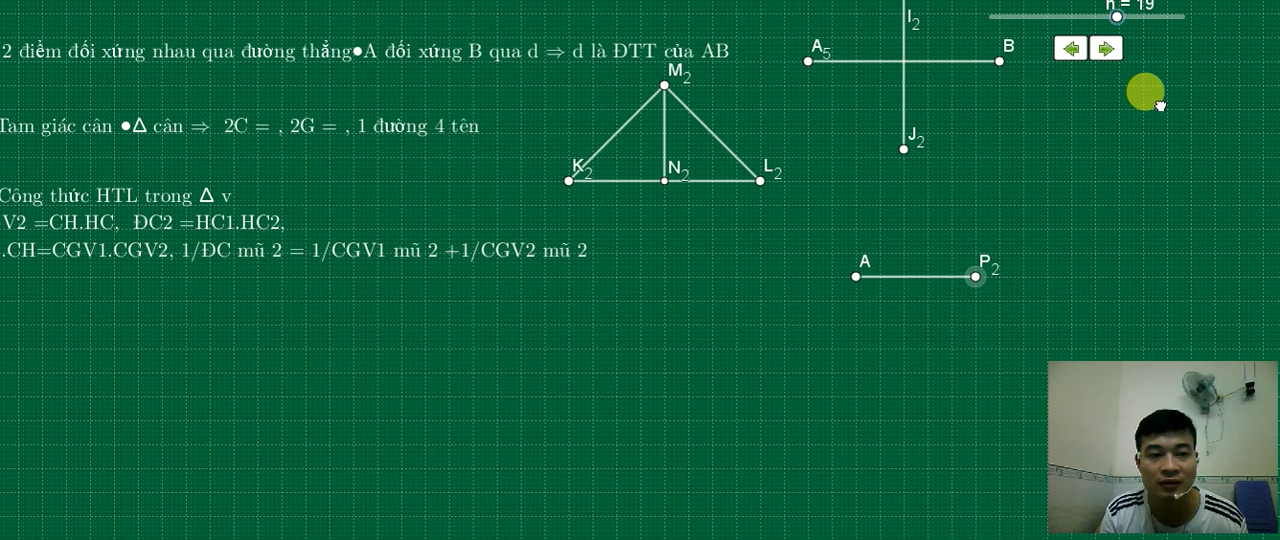 n = 19
I2
2 điểm đối xứng nhau qua đường thẳng●A đối xứng B qua d ⇒ d là ĐTT của AB
A5
B
M2
Tam giác cân ●Δ cân ⇒ 2C = , 2G = , 1 đường 4 tên
J2
K2
N2
L2
Công thức HTL trong Δ v
V2 =CH.HC, ĐC2 =HC1.HC2,
.CH=CGV1.CGV2, 1/ĐC mũ 2 = 1/CGV1 mũ 2 +1/CGV2 mũ 2
A
P2